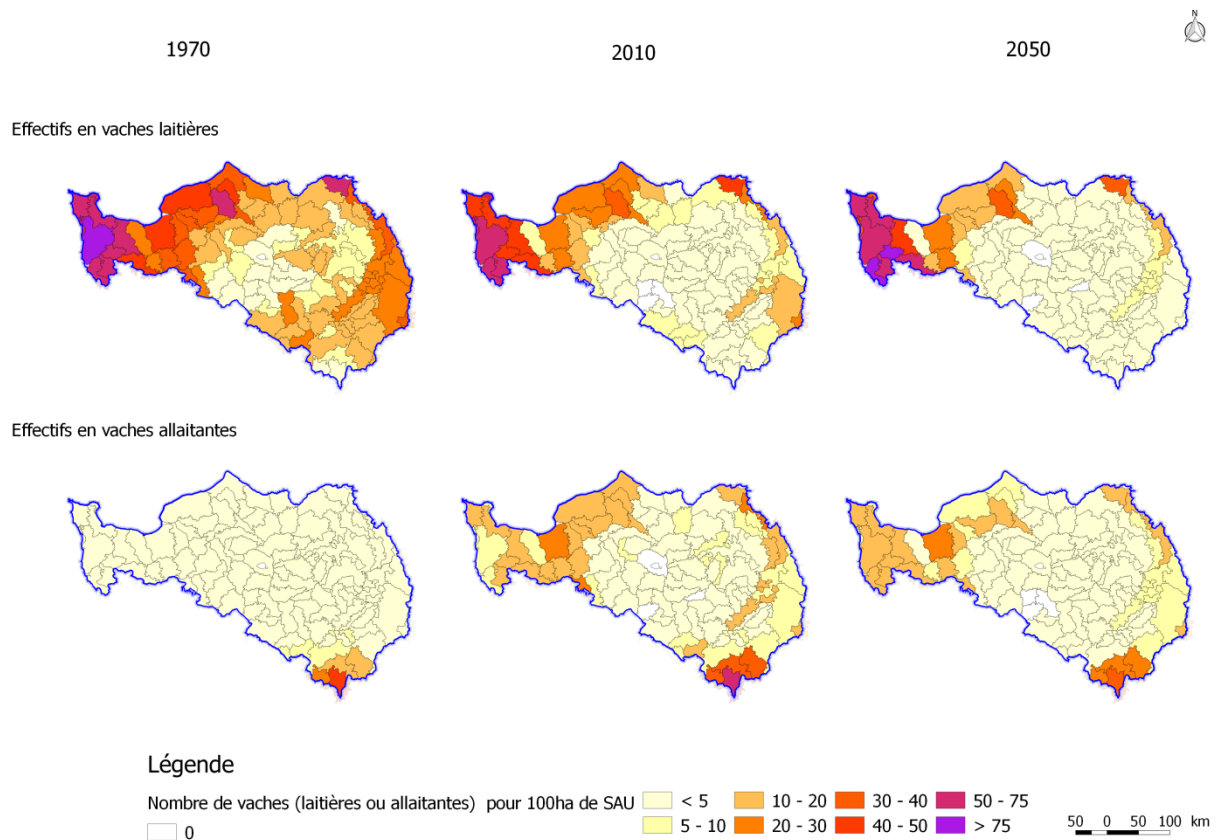 N
1970 2010 2050
Effectifs en vaches laitières
Effectifs en vaches allaitantes
Légende
Nombre de vaches (laitières ou allaitantes) pour 100ha de SAU
< 5 10 - 20 30 - 40 50 - 75
0 5 - 10 20 - 30 40 - 50 > 75
50 0 50 100 km